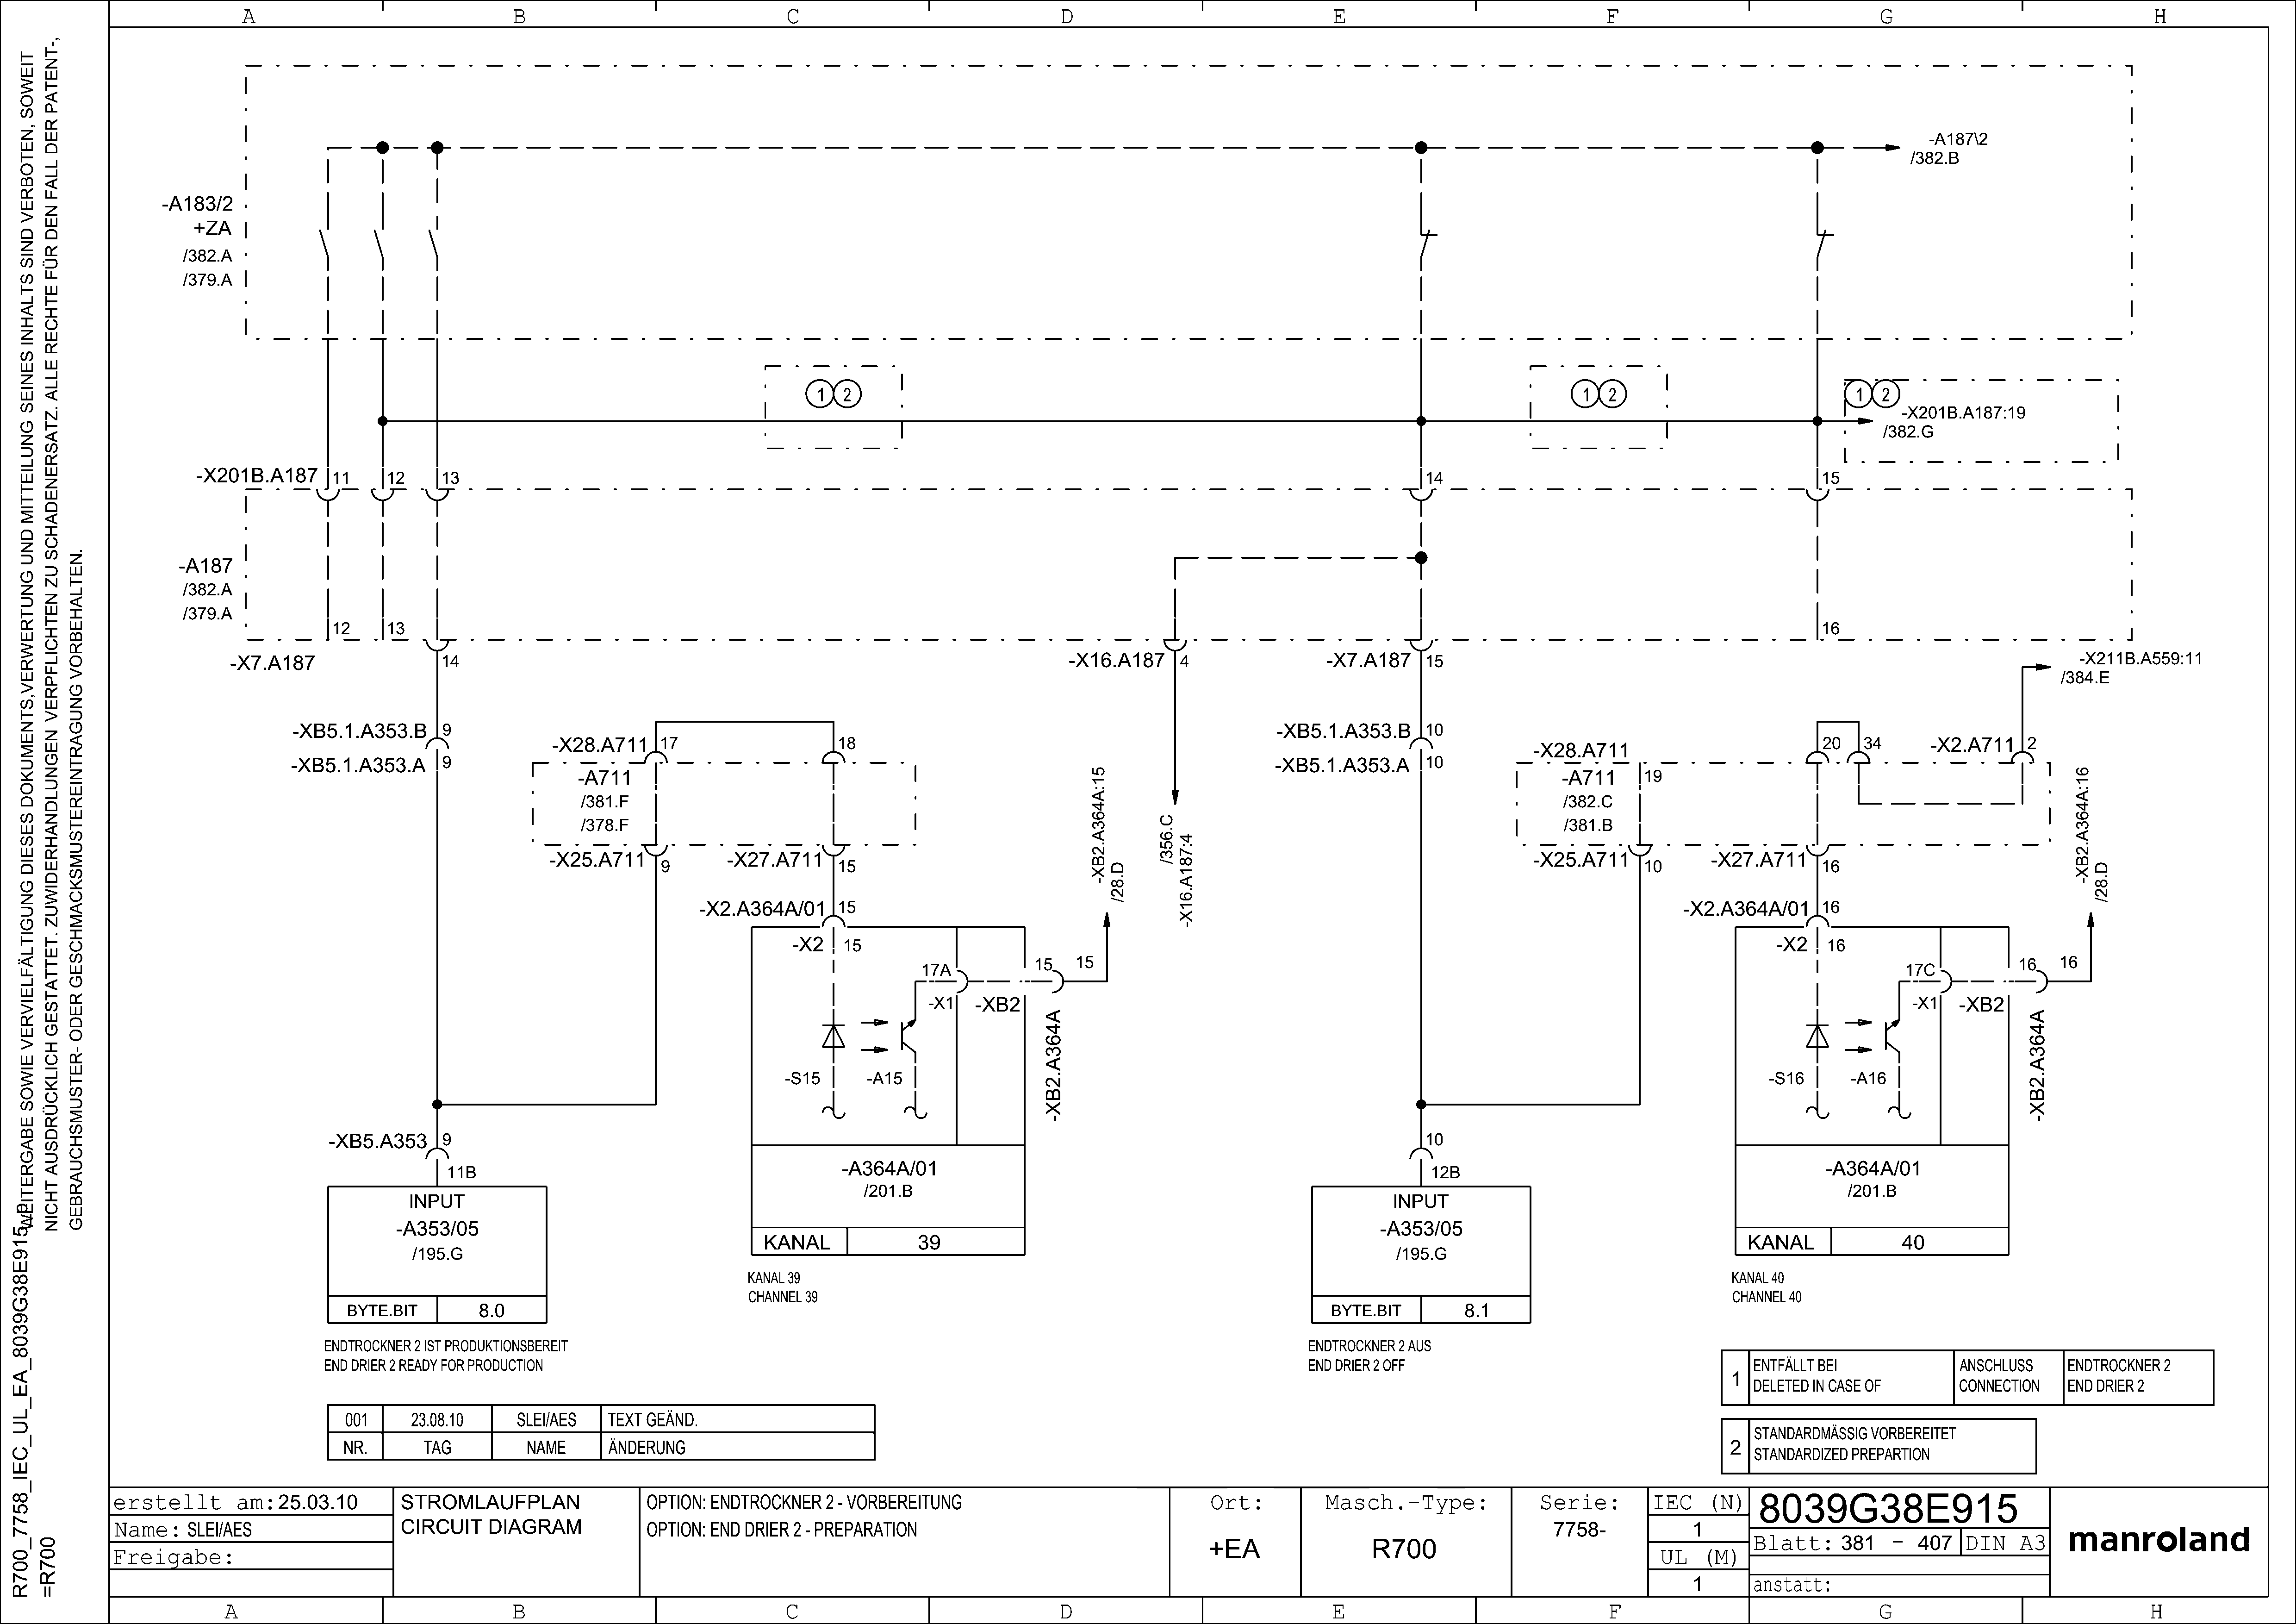 A B C D E F G H
-A187\2
/382.B
-A183/2
+ZA
/382.A
/379.A
1 2
1 2
1 2
-X201B.A187:19
/382.G
-X201B.A187 11 12 13 14 15
-A187
/382.A
/379.A
12 13 16
-X7.A187 14
-X16.A187 4
-X7.A187 15
-X211B.A559:11
/384.E
-XB5.1.A353.B 9
-XB5.1.A353.A 9
-X28.A711 17 18
-A711
/381.F
/378.F
-X25.A711 9
-X27.A711 15
-XB2.A364A:15
/28.D
/356.C
-X16.A187:4
-XB5.1.A353.B 10
-XB5.1.A353.A 10
-X28.A711 19 20 34
-X2.A711 2
-A711
/382.C
/381.B
-X25.A711 10
-X27.A711 16
-XB2.A364A:16
/28.D
-X2.A364A/01 15
-X2 15
17A 15 15
-X1 -XB2
-S15 -A15
-XB2.A364A
-X2.A364A/01 16
-X2 16
17C 16 16
-X1 -XB2
-S16 -A16
-XB2.A364A
-XB5.A353 9
11B
INPUT
-A353/05
/195.G
BYTE.BIT 8.0
ENDTROCKNER 2 IST PRODUKTIONSBEREIT
END DRIER 2 READY FOR PRODUCTION
-A364A/01
/201.B
KANAL 39
KANAL 39
CHANNEL 39
10
12B
INPUT
-A353/05
/195.G
BYTE.BIT 8.1
ENDTROCKNER 2 AUS
END DRIER 2 OFF
-A364A/01
/201.B
KANAL 40
KANAL 40
CHANNEL 40
1 ENTFÄLLT BEI ANSCHLUSS ENDTROCKNER 2
DELETED IN CASE OF CONNECTION END DRIER 2
2 STANDARDMÄSSIG VORBEREITET
STANDARDIZED PREPARTION
001 23.08.10 SLEI/AES TEXT GEÄND.
NR. TAG NAME ÄNDERUNG
erstellt am: 25.03.10
Name: SLEI/AES
Freigabe:
STROMLAUFPLAN
CIRCUIT DIAGRAM
OPTION: ENDTROCKNER 2 - VORBEREITUNG
OPTION: END DRIER 2 - PREPARATION
Ort:
+EA
Masch.-Type:
R700
Serie:
7758-
IEC (N)
1
UL (M)
1
8039G38E915
Blatt: 381 - 407 DIN A3
anstatt:
manroland
A B C D E F G H
WEITERGABE SOWIE VERVIELFÄLTIGUNG DIESES DOKUMENTS,VERWERTUNG UND MITTEILUNG SEINES INHALTS SIND VERBOTEN, SOWEIT
NICHT AUSDRÜCKLICH GESTATTET. ZUWIDERHANDLUNGEN VERPFLICHTEN ZU SCHADENERSATZ. ALLE RECHTE FÜR DEN FALL DER PATENT-,
GEBRAUCHSMUSTER- ODER GESCHMACKSMUSTEREINTRAGUNG VORBEHALTEN.
R700_7758_IEC_UL_EA_8039G38E915
=R700